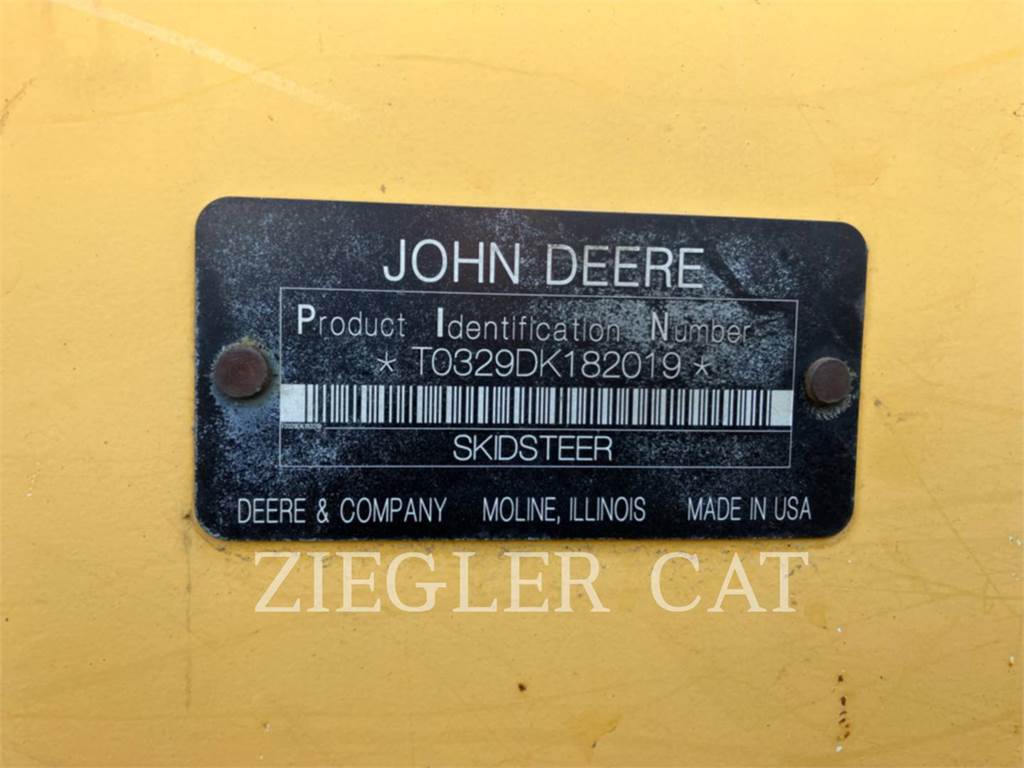 JOHN DEERE
Product Identification Number
* T0329DK182019 *
SKIDSTEER
DEERE & COMPANY MOLINE, ILLINOIS MADE IN USA
ZIEGLER CAT